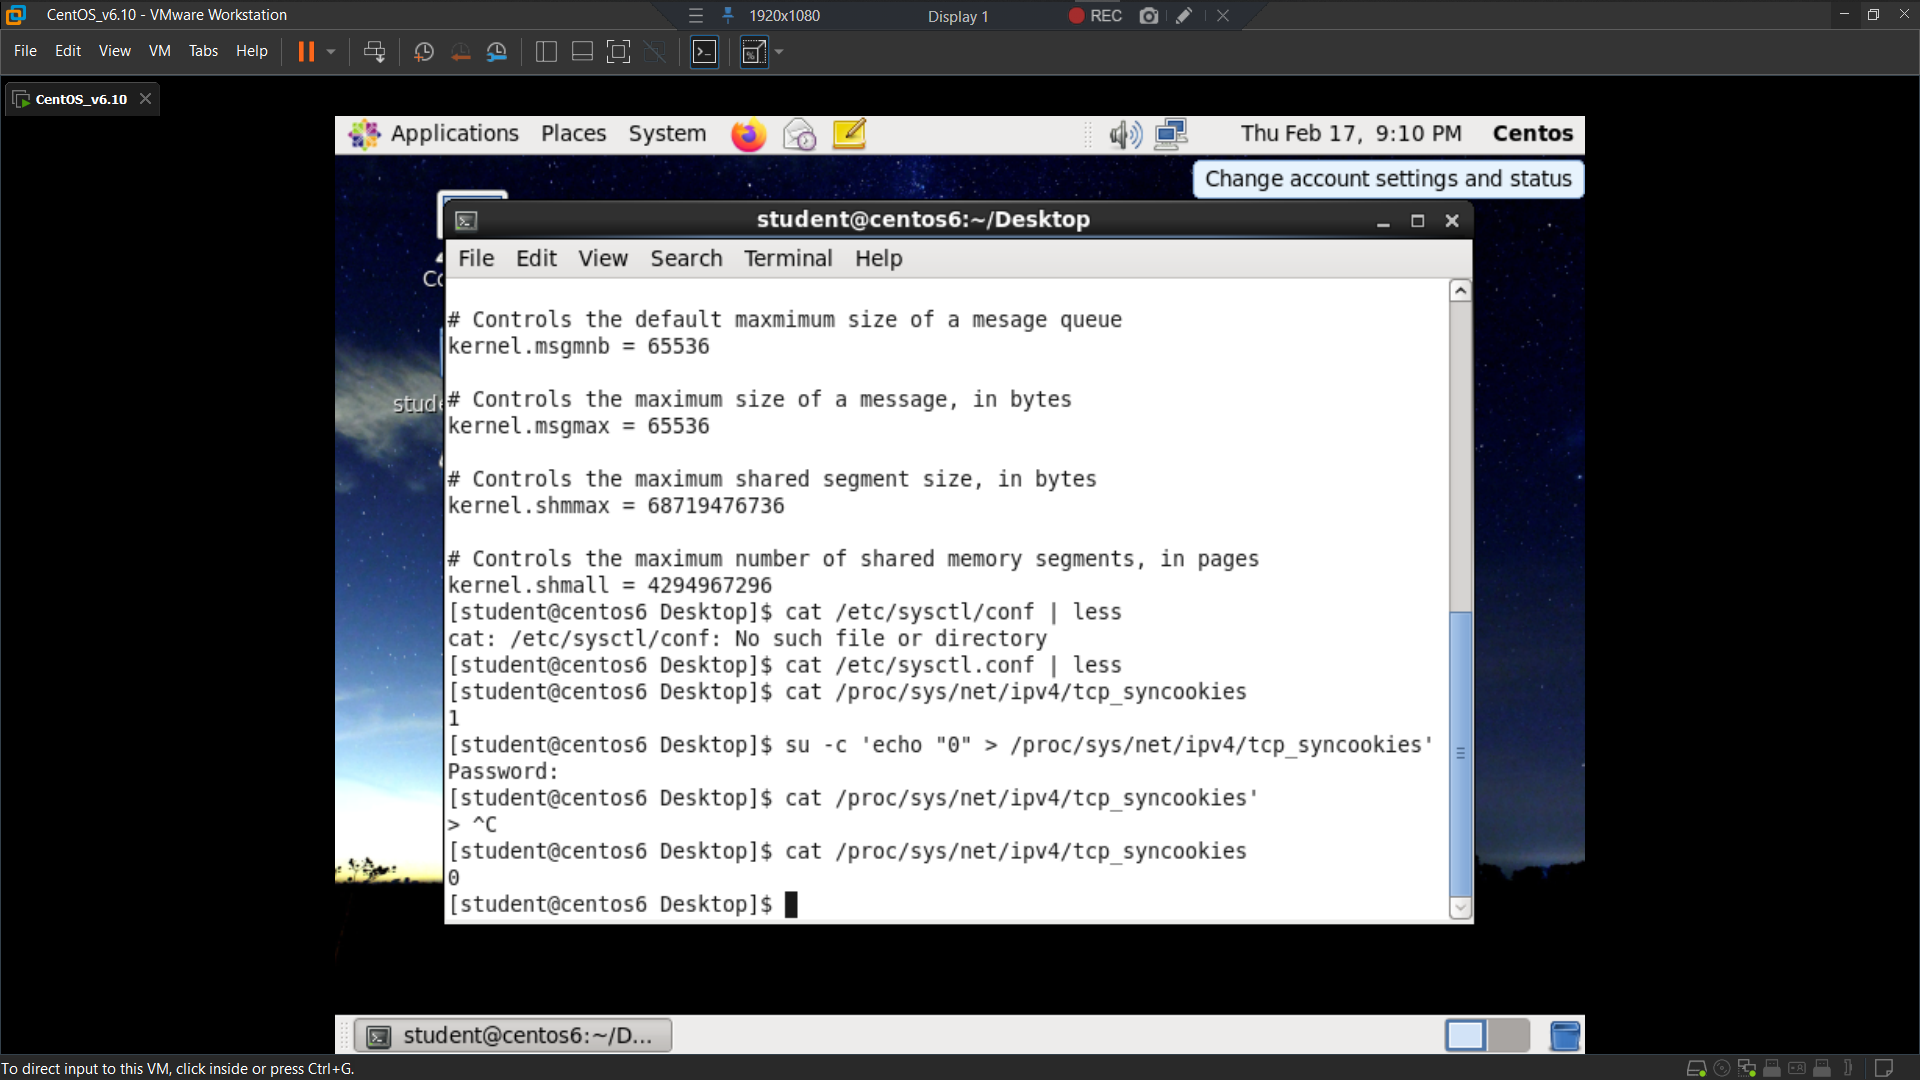 CentOS_v6.10 - VMware Workstation
1920x1080
Display 1
REC
File Edit View VM Tabs Help
CentOS_v6.10
Applications Places System
Thu Feb 17, 9:10 PM Centos
Change account settings and status
student@centos6:~/Desktop
File Edit View Search Terminal Help
# Controls the default maxmimum size of a mesage queue
kernel.msgmnb = 65536
# Controls the maximum size of a message, in bytes
kernel.msgmax = 65536
# Controls the maximum shared segment size, in bytes
kernel.shmmax = 68719476736
# Controls the maximum number of shared memory segments, in pages
kernel.shmall = 4294967296
[student@centos6 Desktop]$ cat /etc/sysctl/conf | less
cat: /etc/sysctl/conf: No such file or directory
[student@centos6 Desktop]$ cat /etc/sysctl.conf | less
[student@centos6 Desktop]$ cat /proc/sys/net/ipv4/tcp_syncookies
1
[student@centos6 Desktop]$ su -c 'echo "0" > /proc/sys/net/ipv4/tcp_syncookies'
Password:
[student@centos6 Desktop]$ cat /proc/sys/net/ipv4/tcp_syncookies'
> ^C
[student@centos6 Desktop]$ cat /proc/sys/net/ipv4/tcp_syncookies
0
[student@centos6 Desktop]$
student@centos6:~/D...
To direct input to this VM, click inside or press Ctrl+G.